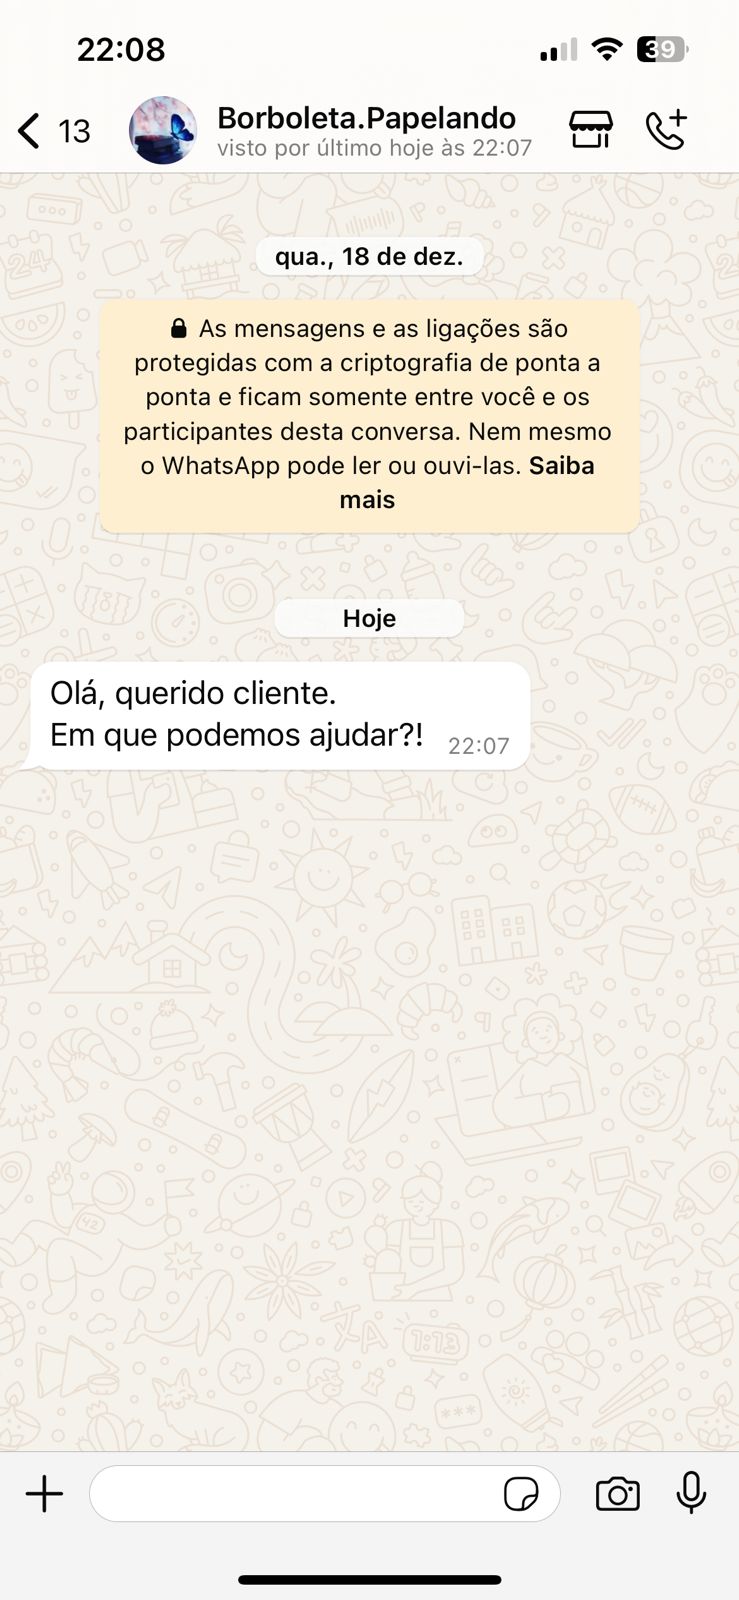 22:08
39
13
Borboleta.Papelando
visto por último hoje às 22:07
qua., 18 de dez.
As mensagens e as ligações são
protegidas com a criptografia de ponta a
ponta e ficam somente entre você e os
participantes desta conversa. Nem mesmo
o WhatsApp pode ler ou ouvi-las. Saiba
mais
Hoje
Olá, querido cliente.
Em que podemos ajudar?!
22:07